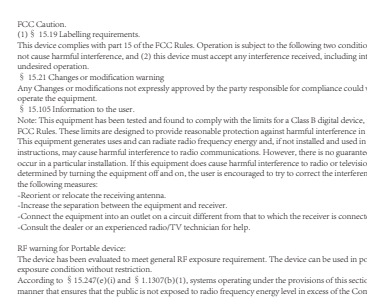 FCC Caution.
(1) § 15.19 Labelling requirements.
This device complies with part 15 of the FCC Rules. Operation is subject to the following two conditio
not cause harmful interference, and (2) this device must accept any interference received, including int
undesired operation.
§ 15.21 Changes or modification warning
Any Changes or modifications not expressly approved by the party responsible for compliance could v
operate the equipment.
§ 15.105 Information to the user.
Note: This equipment has been tested and found to comply with the limits for a Class B digital device,
FCC Rules. These limits are designed to provide reasonable protection against harmful interference in
This equipment generates uses and can radiate radio frequency energy and, if not installed and used in
instructions, may cause harmful interference to radio communications. However, there is no guarante
occur in a particular installation. If this equipment does cause harmful interference to radio or televisio
determined by turning the equipment off and on, the user is encouraged to try to correct the interferen
the following measures:
-Reorient or relocate the receiving antenna.
-Increase the separation between the equipment and receiver.
-Connect the equipment into an outlet on a circuit different from that to which the receiver is connecte
-Consult the dealer or an experienced radio/TV technician for help.
RF warning for Portable device:
The device has been evaluated to meet general RF exposure requirement. The device can be used in po
exposure condition without restriction.
According to § 15.247(e)(i) and § 1.1307(b)(1), systems operating under the provisions of this sectio
manner that ensures that the public is not exposed to radio frequency energy level in excess of the Com